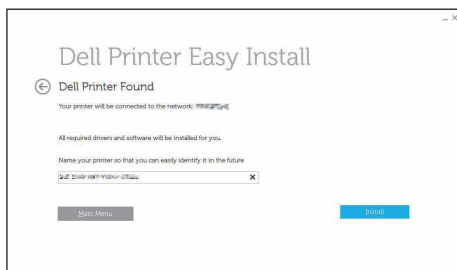 Dell Printer Easy Install
Dell Printer Found
Your printer will be connected to the network:
All required drivers and software will be installed for you.
Name your printer so that you can easily identify it in the future
Main Menu
Install